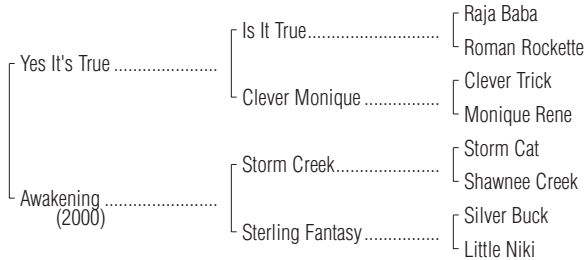 Raja Baba
Is It True
Roman Rockette
Yes It's True
Clever Trick
Clever Monique
Monique Rene
Storm Cat
Storm Creek
Shawnee Creek
Awakening
(2000)
Silver Buck
Sterling Fantasy
Little Niki